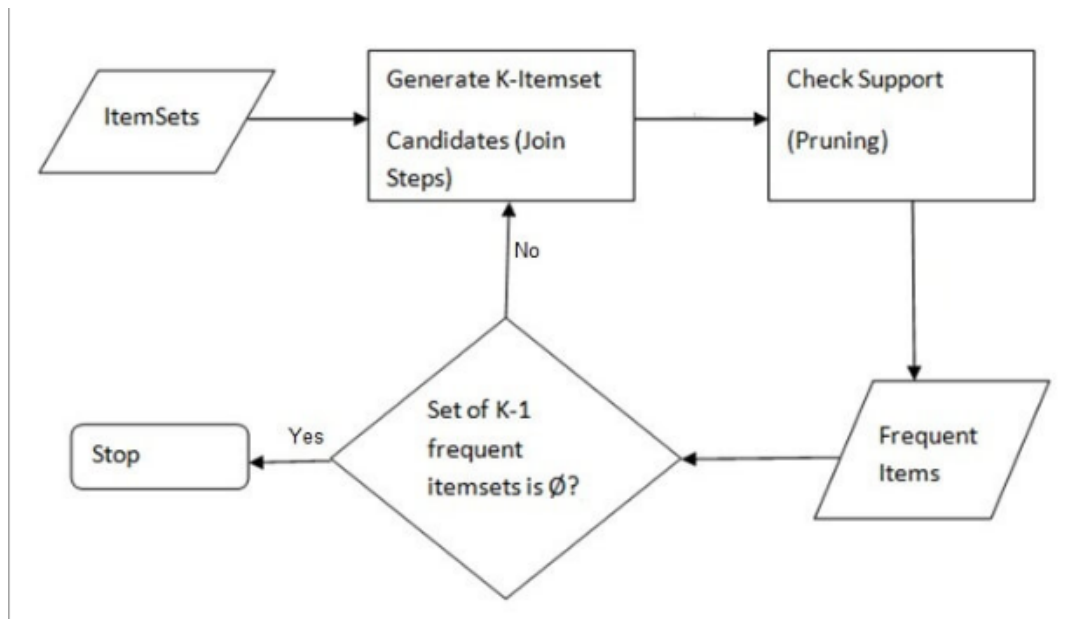 ItemSets
Generate K-Itemset
Candidates (Join
Steps)
Check Support
(Pruning)
No
Set of K-1
frequent
itemsets is Ø?
Yes
Stop
Frequent
Items